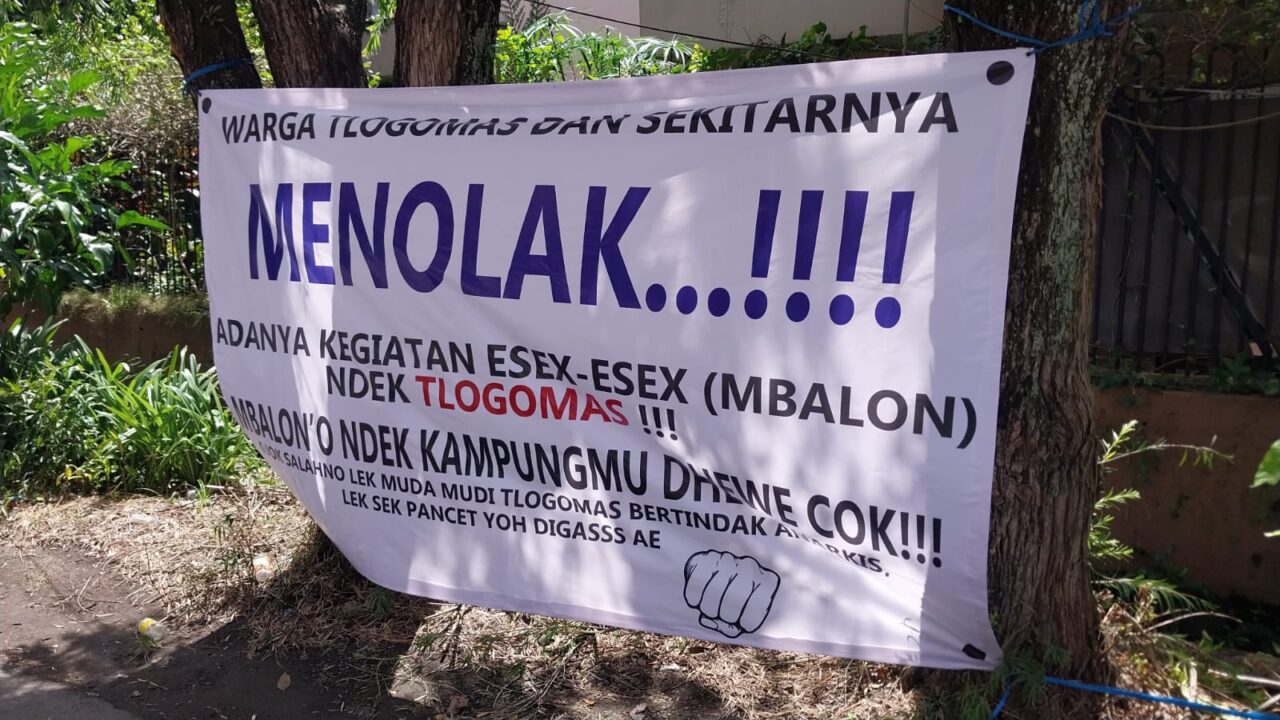 WARGA TLOGOMAS DAN SEKITARNYA
MENOLAK...!!!!
ADANYA KEGIATAN ESEX-ESEX (MBALON)
NDEK TLOGOMAS !!!
MBALON'O NDEK KAMPUNGMU DHEWE COK!!!
SALAHNO LEK MUDA MUDI TLOGOMAS BERTINDAK ANARKIS,
LEK SEK PANCET YOH DIGASSS AE